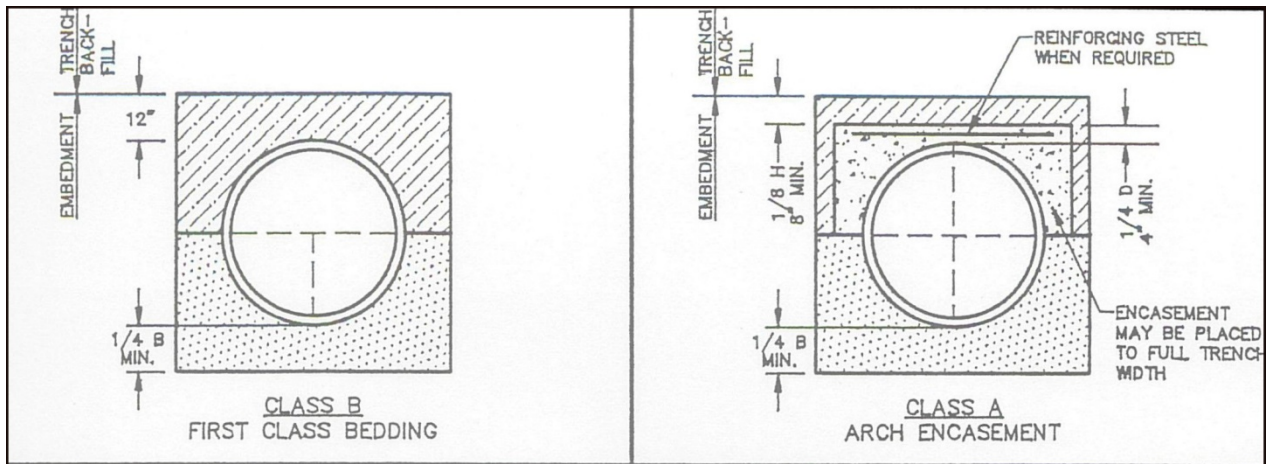 TRENCH
BACK-
FILL
EMBEDMENT
12"
1/4 B
MIN.
CLASS B
FIRST CLASS BEDDING
TRENCH
BACK-
FILL
EMBEDMENT
1/8 H
8" MIN.
REINFORCING STEEL
WHEN REQUIRED
1/4 D
4" MIN.
1/4 B
MIN.
ENCASEMENT
MAY BE PLACED
TO FULL TRENCH
WIDTH
CLASS A
ARCH ENCASEMENT